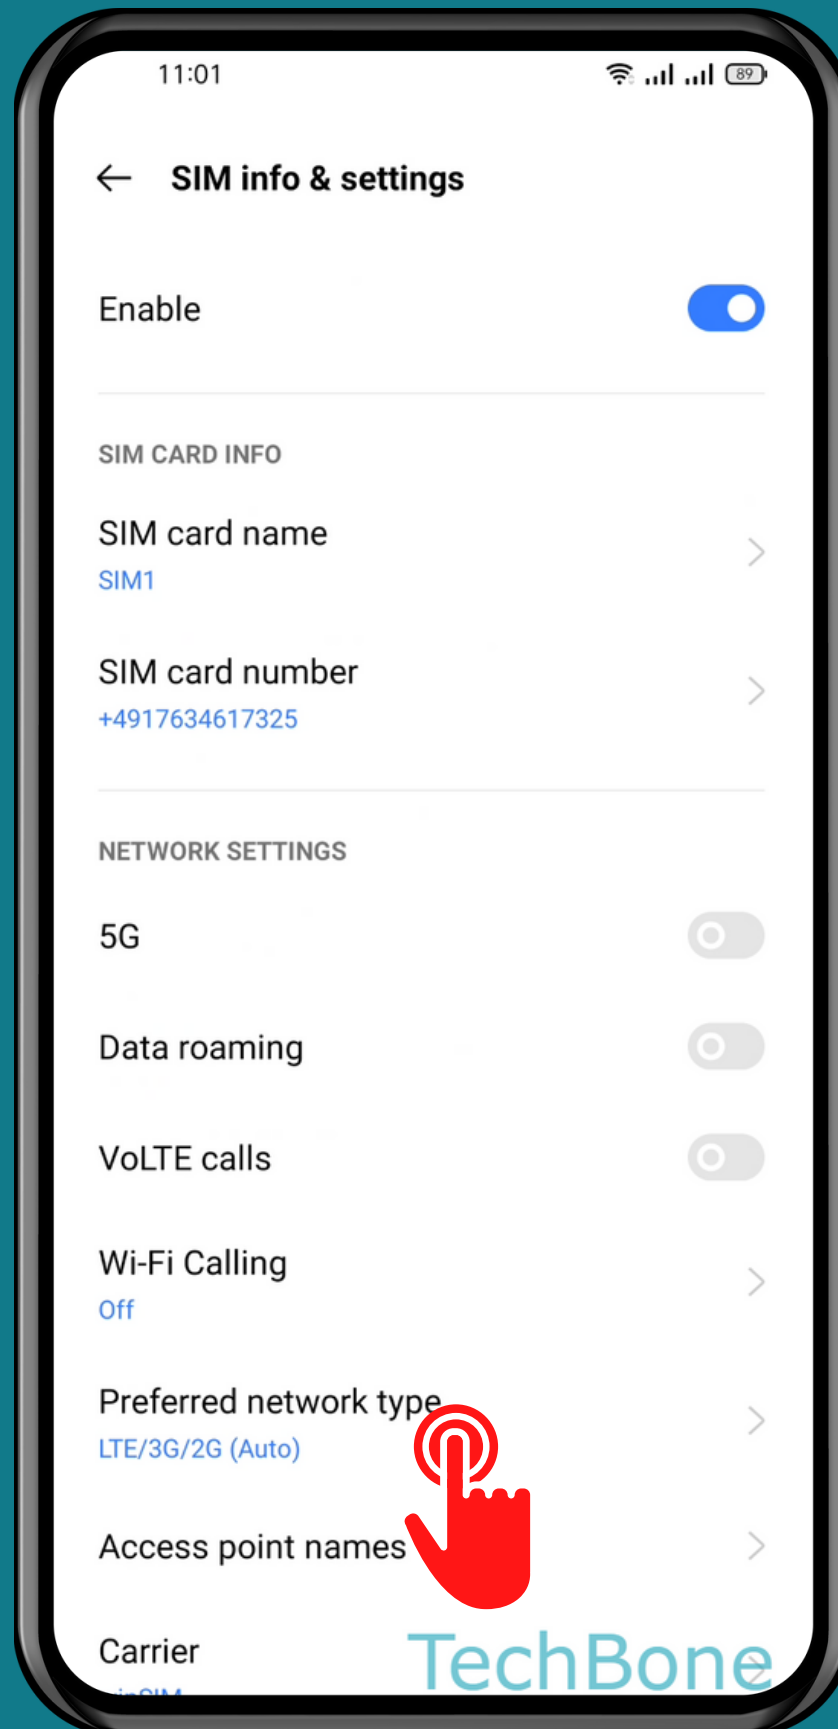 11:01
89
SIM info & settings
Enable
SIM CARD INFO
SIM card name
SIM1
SIM card number
+4917634617325
NETWORK SETTINGS
5G
Data roaming
VoLTE calls
Wi-Fi Calling
Off
Preferred network type
LTE/3G/2G (Auto)
Access point names
Carrier
TechBone